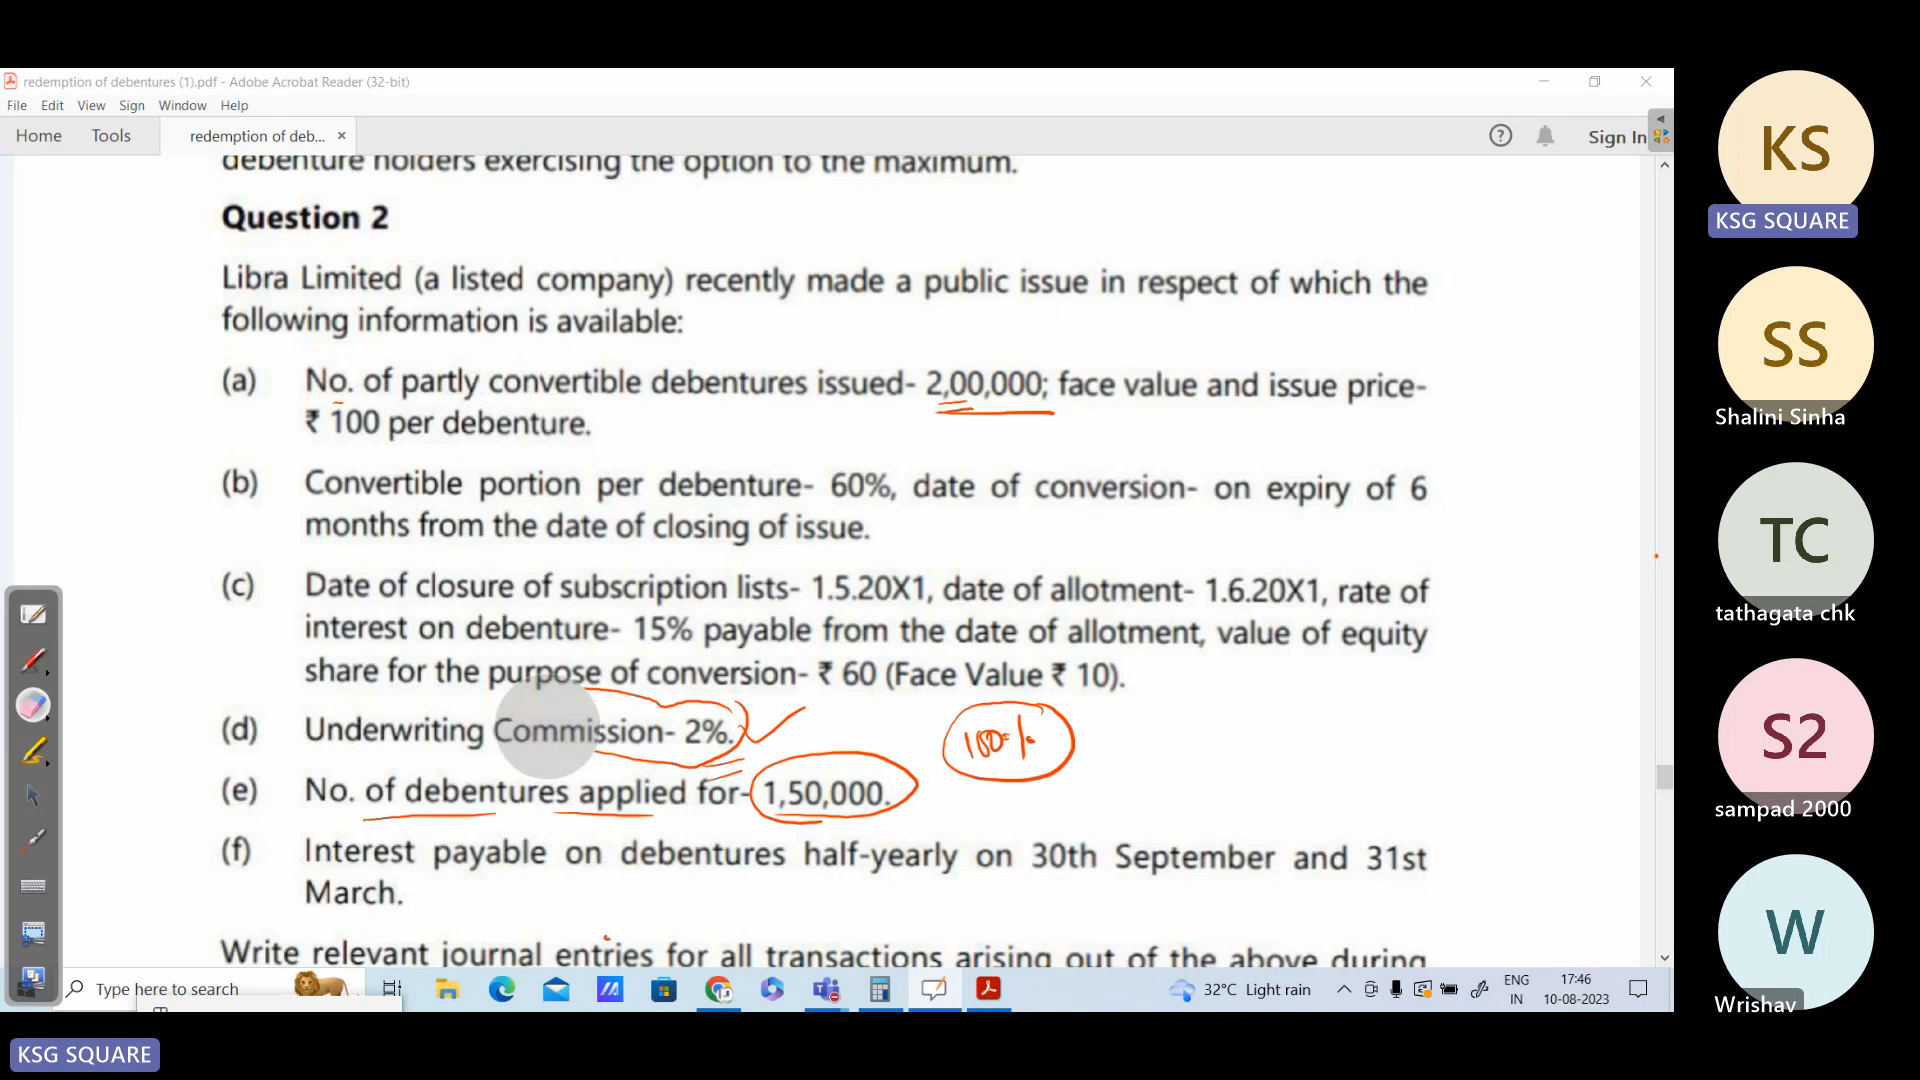 redemption of debentures (1).pdf - Adobe Acrobat Reader (32-bit)
File Edit View Sign Window Help
Home Tools redemption of deb... × Sign In
debenture holders exercising the option to the maximum.
Question 2
Libra Limited (a listed company) recently made a public issue in respect of which the
following information is available:
(a) No. of partly convertible debentures issued- 2,00,000; face value and issue price-
₹ 100 per debenture.
(b) Convertible portion per debenture- 60%, date of conversion- on expiry of 6
months from the date of closing of issue.
(c) Date of closure of subscription lists- 1.5.20X1, date of allotment- 1.6.20X1, rate of
interest on debenture- 15% payable from the date of allotment, value of equity
share for the purpose of conversion- ₹ 60 (Face Value ₹ 10).
(d) Underwriting Commission- 2%.
100%
(e) No. of debentures applied for- 1,50,000.
(f) Interest payable on debentures half-yearly on 30th September and 31st
March.
Write relevant journal entries for all transactions arising out of the above during
Type here to search
32°C Light rain
ENG
IN
17:46
10-08-2023
KS
KSG SQUARE
SS
Shalini Sinha
TC
tathagata chk
S2
sampad 2000
W
Wrishav
KSG SQUARE